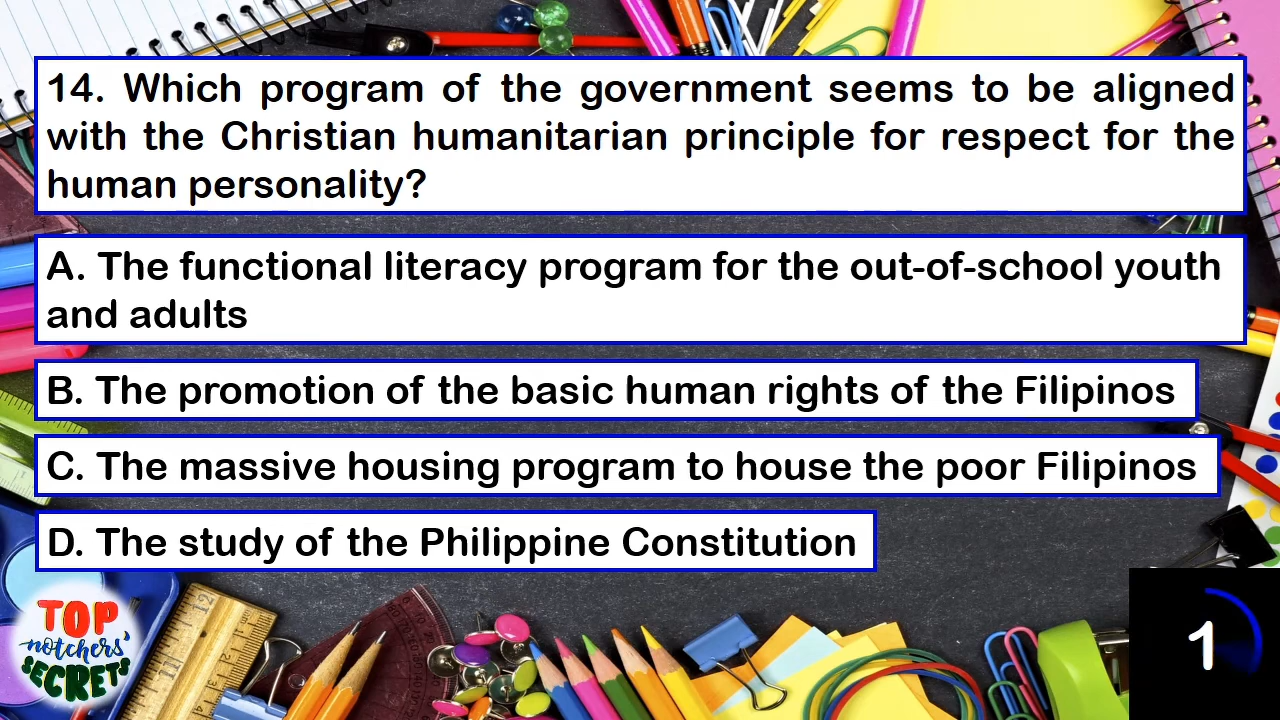 14. Which program of the government seems to be aligned
with the Christian humanitarian principle for respect for the
human personality?
A. The functional literacy program for the out-of-school youth
and adults
B. The promotion of the basic human rights of the Filipinos
C. The massive housing program to house the poor Filipinos
D. The study of the Philippine Constitution
TOP
notchers'
SECRETS
12
11
1